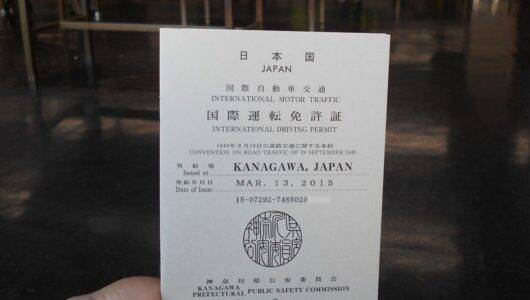 日本国
JAPAN
国際自動車交通
INTERNATIONAL MOTOR TRAFFIC
国際運転免許証
INTERNATIONAL DRIVING PERMIT
1949年9月19日の道路交通に関する条約
CONVENTION ON ROAD TRAFFIC OF 19 SEPTEMBER 1949
発給地
Issued at KANAGAWA, JAPAN
発給年月日
Date of Issue MAR. 13, 2015
15-07292-7485020
神奈川県公安委員会
KANAGAWA PREFECTURAL PUBLIC SAFETY COMMISSION